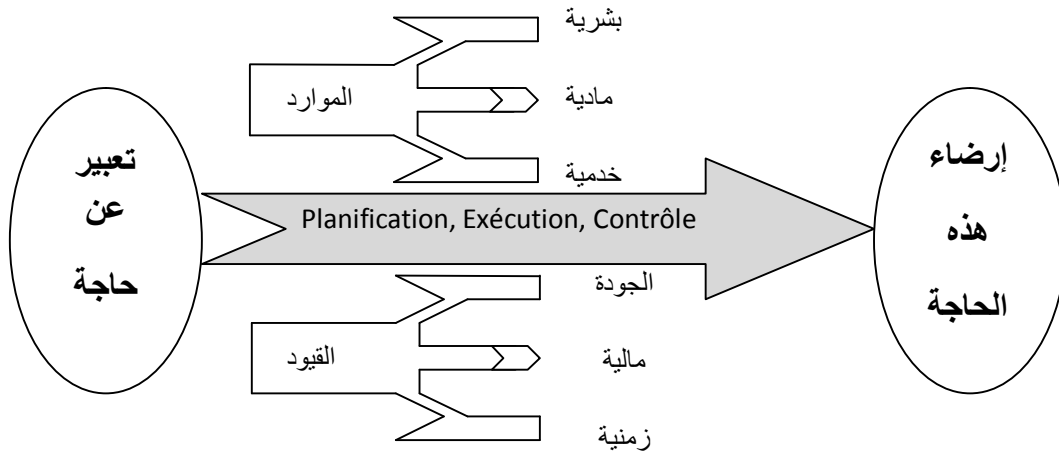 بشرية
الموارد
مادية
خدمية
تعبير
عن
حاجة
Planification, Exécution, Contrôle
إرضاء
هذه
الحاجة
الجودة
القيود
مالية
زمنية